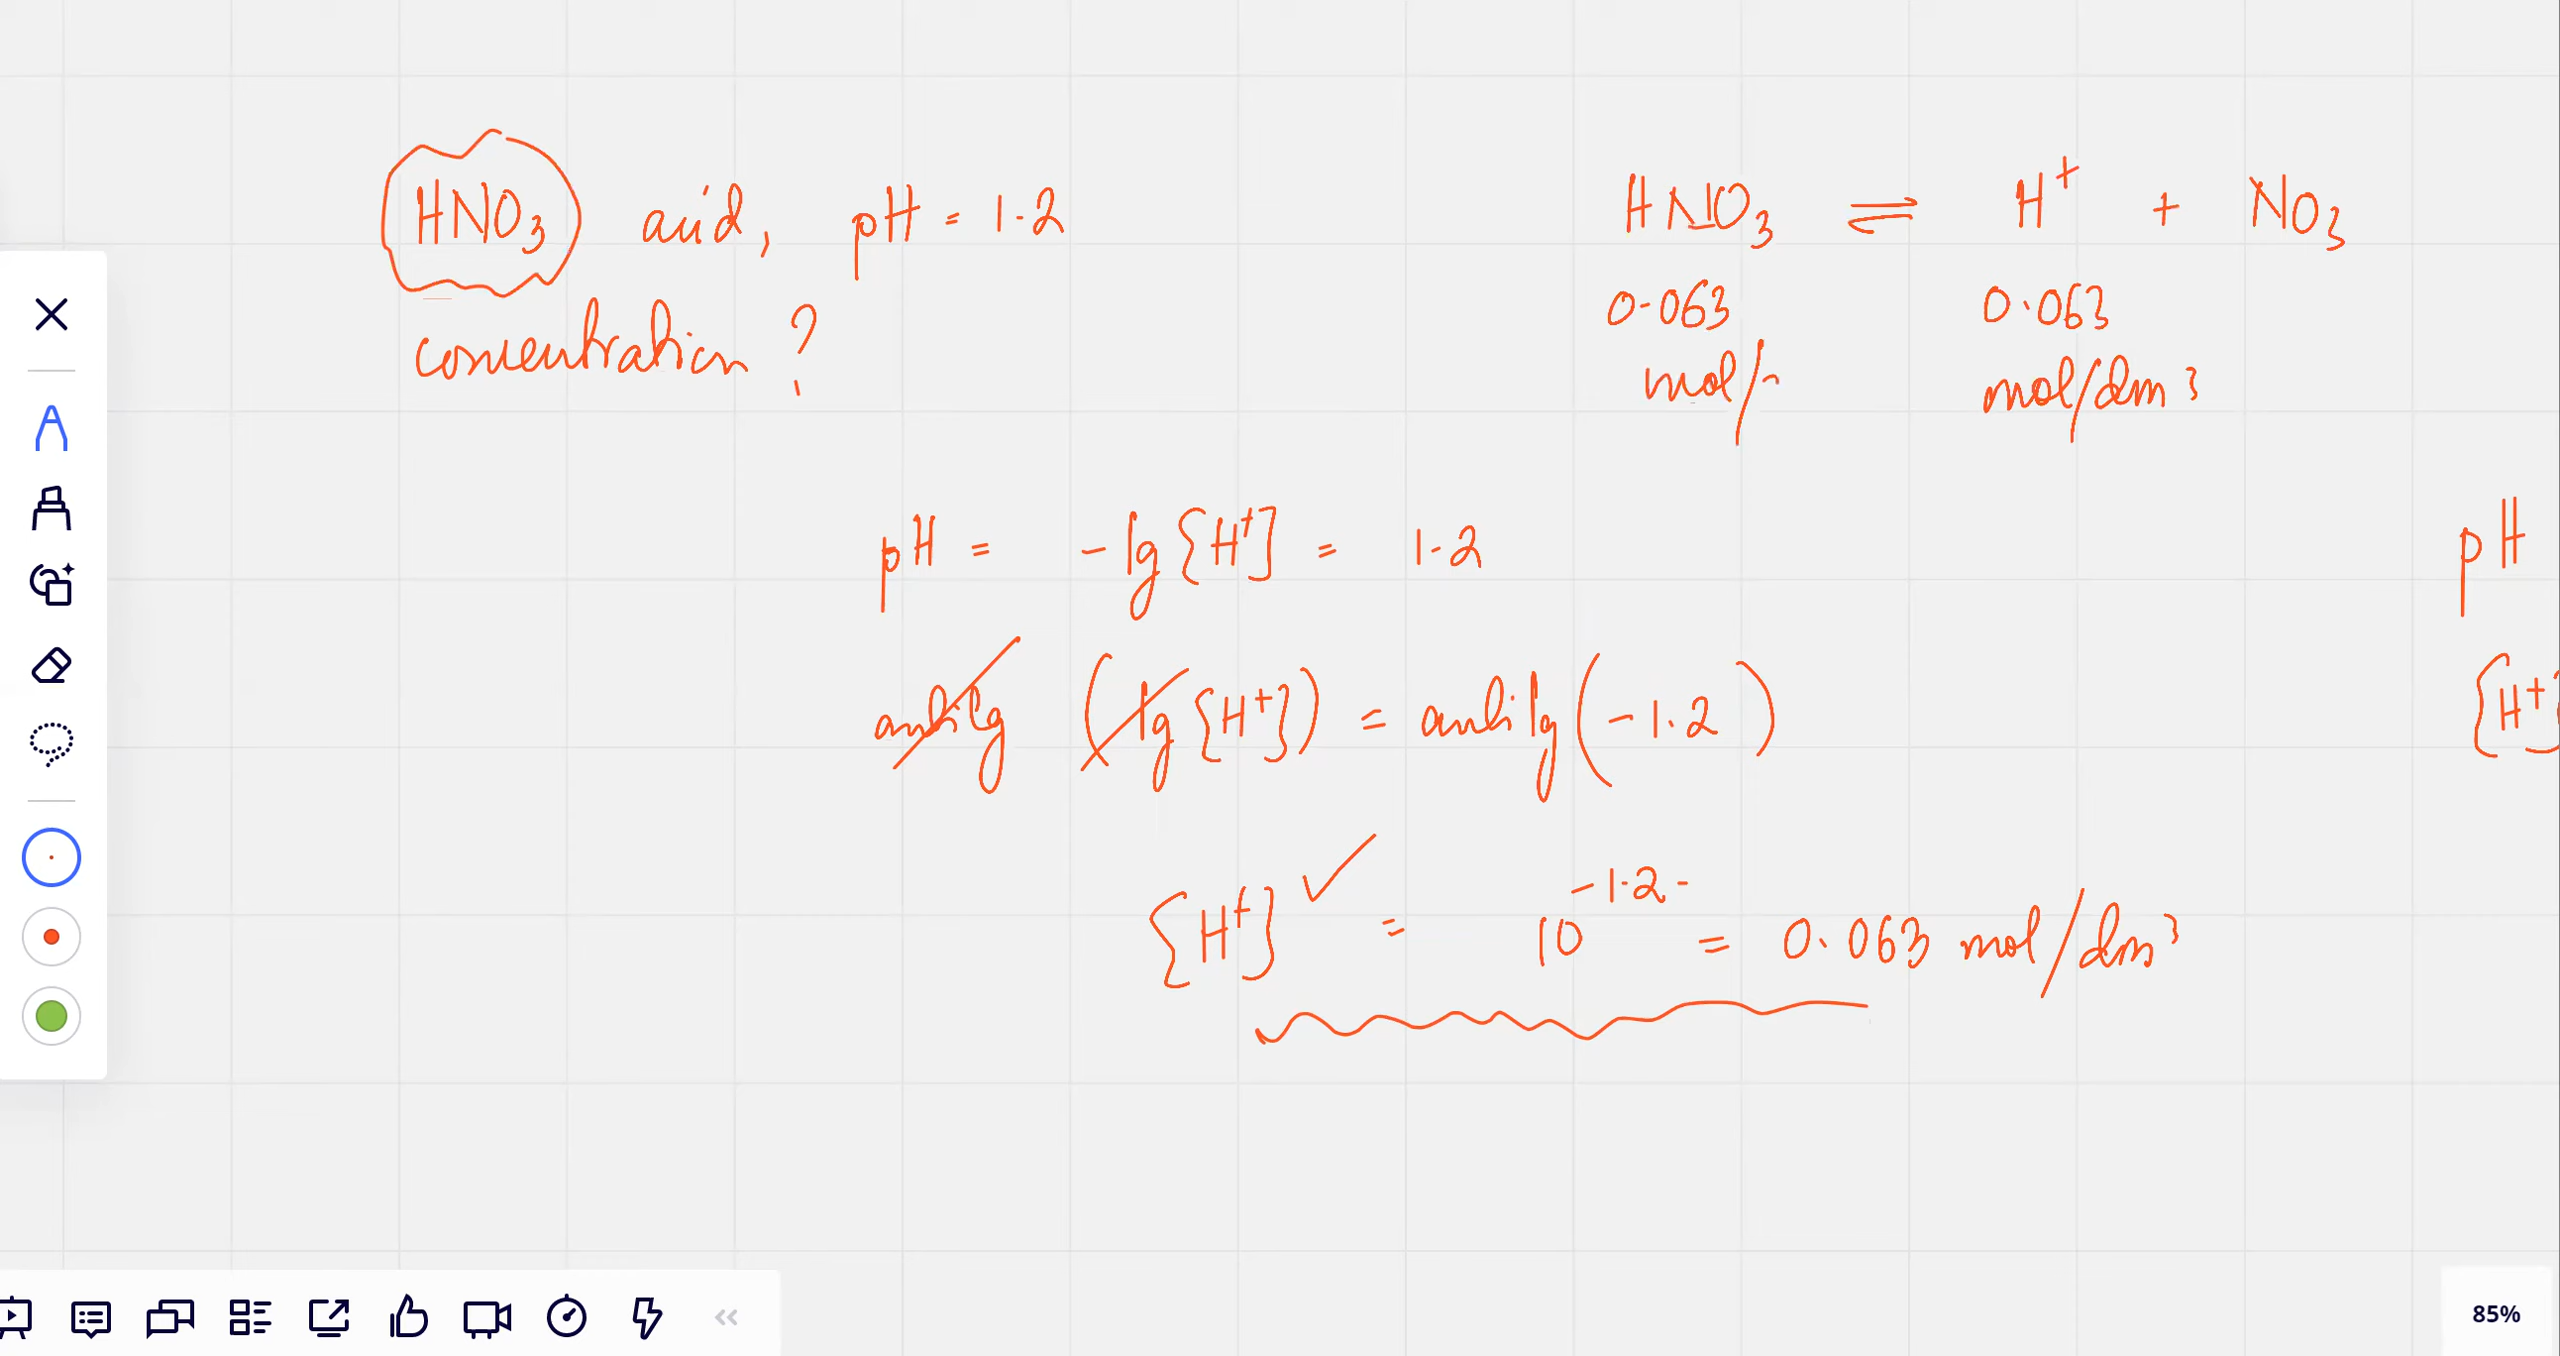 HNO₃ acid, pH = 1.2
concentration ?
HNO₃ ⇌ H⁺ + NO₃
0.063 0.063
mol/ mol/dm³
pH = -lg{H⁺] = 1.2
antilg (lg{H⁺}) = antilg(-1.2)
{H⁺] ✓ = 10^-1.2- = 0.063 mol/dm³
pH
{H⁺]
85%